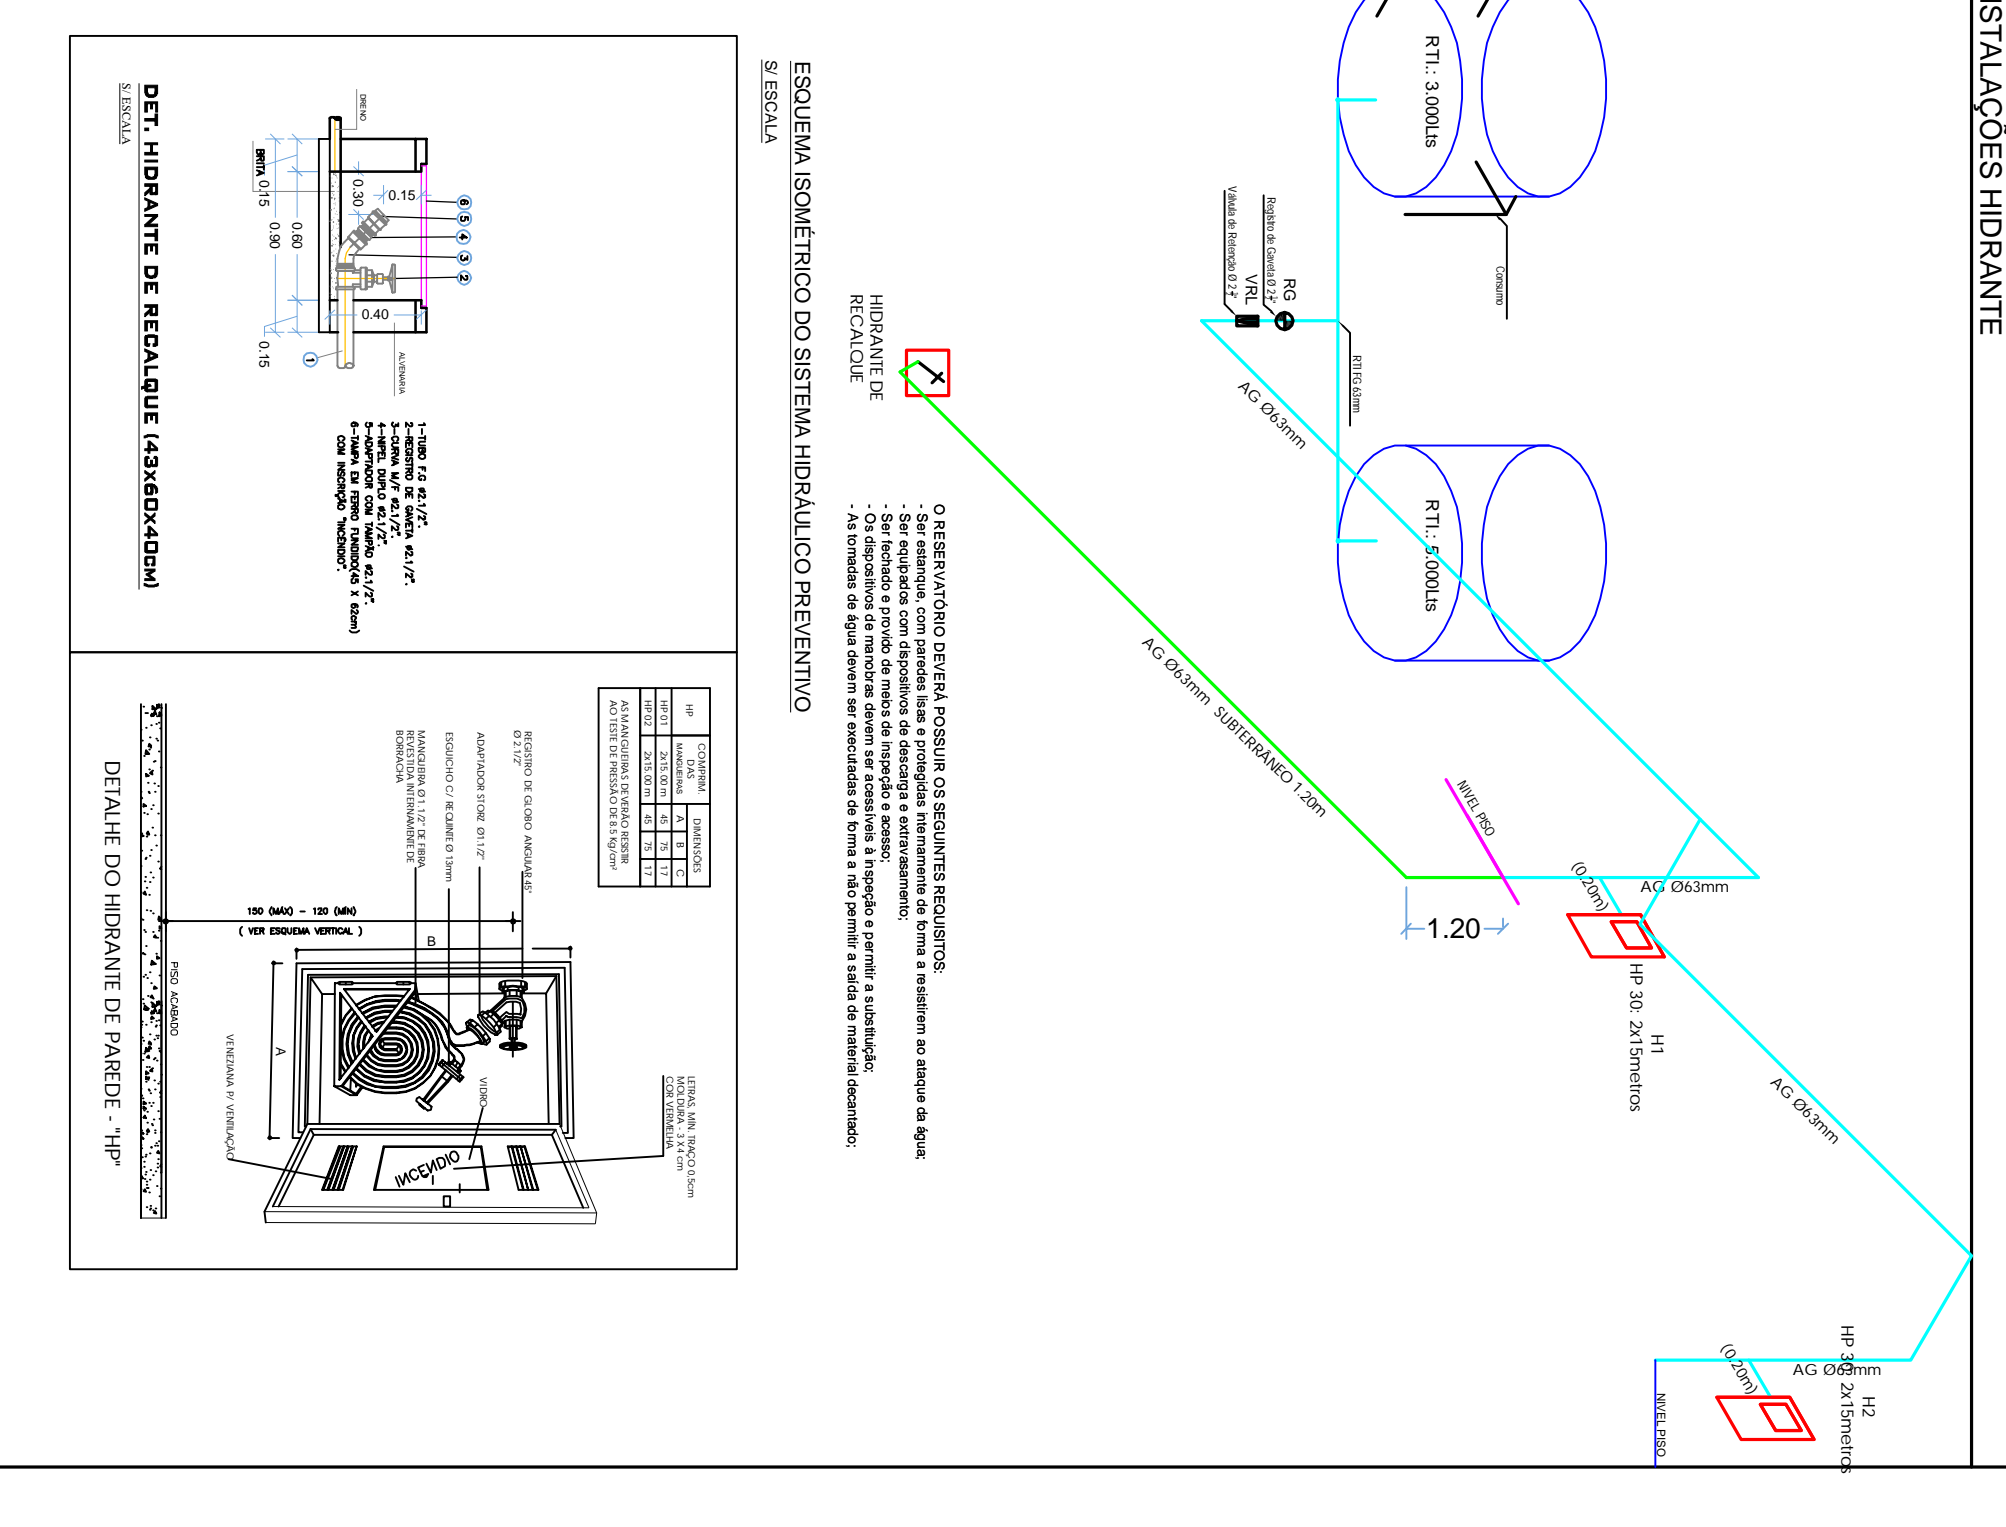 ISTALAÇÕES HIDRANTE
RTI.: 3.000Lts
Consumo
RG
Registro de Gaveta Ø 2½"
VRL
Válvula de Retenção Ø 2½"
RTI FG 63mm
AG Ø63mm
RTI.: 5.000Lts
HIDRANTE DE
RECALQUE
AG Ø63mm SUBTERRÂNEO 1.20m
NIVEL PISO
1.20
(0.20m)
AG Ø63mm
H1
HP 30: 2x15metros
AG Ø63mm
H2
HP 30: 2x15metros
AG Ø63mm
(0.20m)
NIVEL PISO
O RESERVATÓRIO DEVERÁ POSSUIR OS SEGUINTES REQUISITOS:
- Ser estanque, com paredes lisas e protegidas internamente de forma a resistirem ao ataque da água;
- Ser equipados com dispositivos de descarga e extravasamento;
- Ser fechado e provido de meios de inspeção e acesso;
- Os dispositivos de manobras devem ser acessíveis à inspeção e permitir a substituição;
- As tomadas de água devem ser executadas de forma a não permitir a saída de material decantado;
ESQUEMA ISOMÉTRICO DO SISTEMA HIDRÁULICO PREVENTIVO
S/ ESCALA
DRENO
BRITA
0.15
0.30
0.15
0.60
0.90
0.40
0.15
ALVENARIA
6
5
4
3
2
1
1-TUBO F.G ø2.1/2".
2-REGISTRO DE GAVETA ø2.1/2".
3-CURVA M/F ø2.1/2".
4-NIPEL DUPLO ø2.1/2".
5-ADAPTADOR COM TAMPÃO ø2.1/2".
6-TAMPA EM FERRO FUNDIDO(45 X 62cm)
COM INSCRIÇÃO "INCÊNDIO".
DET. HIDRANTE DE RECALQUE (43x60x40CM)
S/ ESCALA
HP
COMPRIM.
DAS
MANGUEIRAS
DIMENSÕES
A B C
HP 01 2x15.00 m 45 75 17
HP 02 2x15.00 m 45 75 17
AS MANGUEIRAS DEVERÃO RESISTIR
AO TESTE DE PRESSÃO DE 8.5 Kg/cm²
REGISTRO DE GLOBO ANGULAR 45°
Ø 2.1/2"
ADAPTADOR STORZ Ø1.1/2"
ESGUICHO C/ REQUINTE Ø 13mm
MANGUEIRA Ø 1.1/2" DE FIBRA
REVESTIDA INTERNAMENTE DE
BORRACHA
150 (MÁX) - 120 (MÍN)
( VER ESQUEMA VERTICAL )
B
A
PISO ACABADO
VENEZIANA P/ VENTILAÇÃO
VIDRO
LETRAS, MÍN. TRAÇO 0,5cm
MOLDURA - 3 X 4 cm
COR VERMELHA
INCENDIO
DETALHE DO HIDRANTE DE PAREDE - "HP"